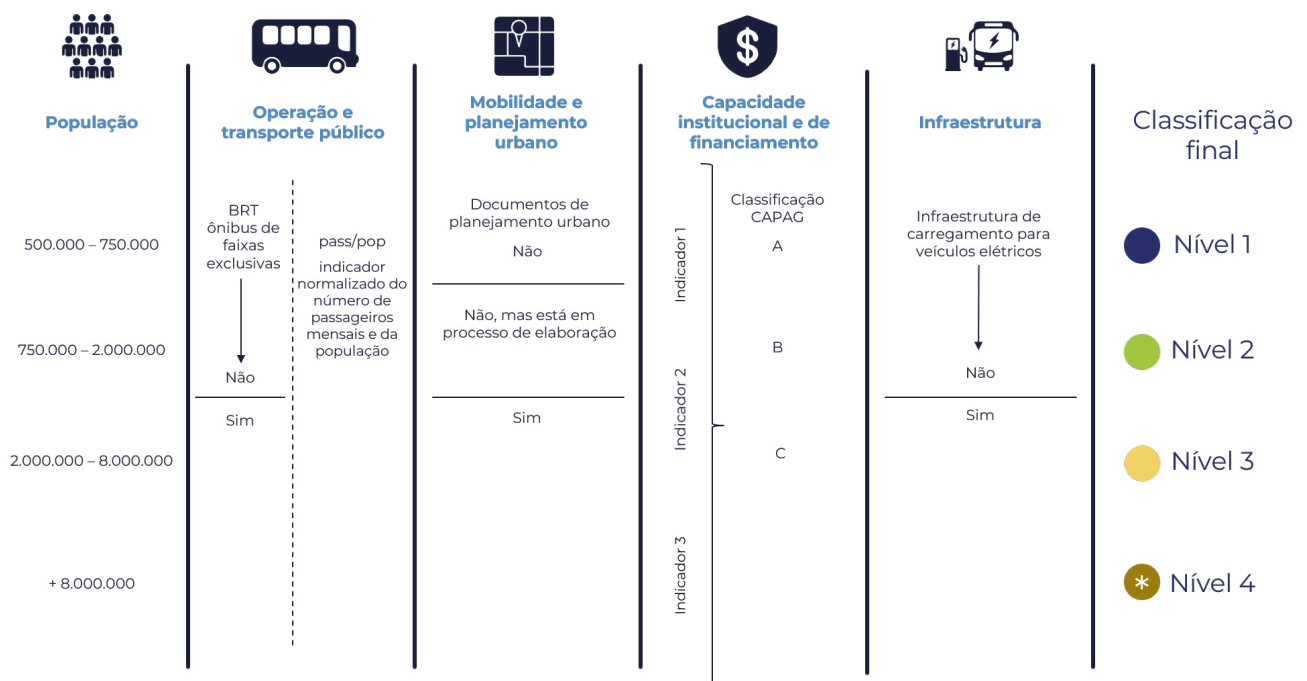 População
500.000 – 750.000
750.000 – 2.000.000
2.000.000 – 8.000.000
+ 8.000.000
Operação e
transporte público
BRT
ônibus de
faixas
exclusivas
Não
Sim
pass/pop
indicador
normalizado do
número de
passageiros
mensais e da
população
Mobilidade e
planejamento
urbano
Documentos de
planejamento urbano
Não
Não, mas está em
processo de elaboração
Sim
$
Capacidade
institucional e de
financiamento
Indicador 1
Indicador 2
Indicador 3
Classificação
CAPAG
A
B
C
Infraestrutura
Infraestrutura de
carregamento para
veículos elétricos
Não
Sim
Classificação
final
Nível 1
Nível 2
Nível 3
* Nível 4